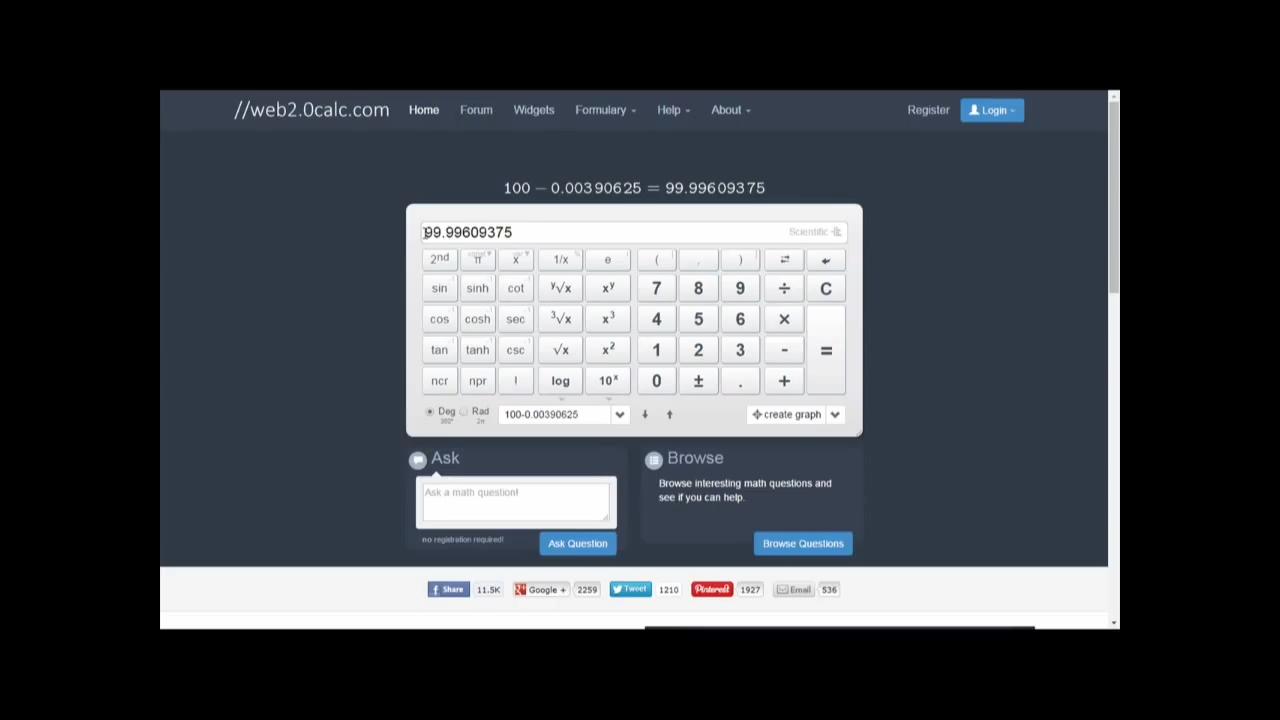 //web2.0calc.com Home Forum Widgets Formulary Help About Register Login
100 − 0.00390625 = 99.99609375
99.99609375 Scientific
2nd π x 1/x e ( , )
sin sinh cot y√x xy 7 8 9 ÷ C
cos cosh sec 3√x x3 4 5 6 ×
tan tanh csc √x x2 1 2 3 - =
ncr npr ! log 10x 0 ± . +
Deg Rad 100-0.00390625 create graph
360° 2π
Ask Browse
Ask a math question!
Browse interesting math questions and
see if you can help.
no registration required! Ask Question Browse Questions
Share 11.5K Google + 2259 Tweet 1210 Pinterest 1927 Email 536